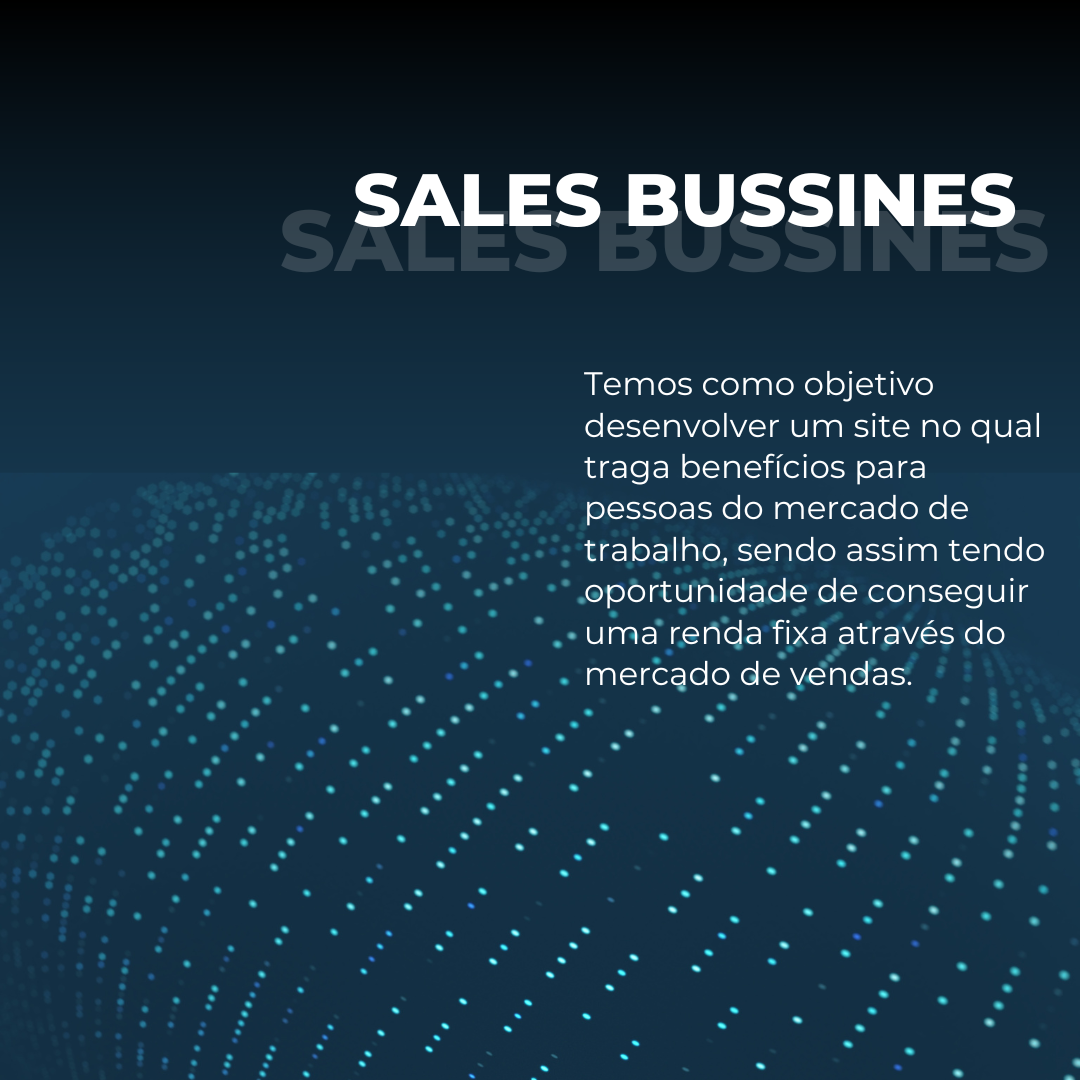 SALES BUSSINES
SALES BUSSINES
Temos como objetivo
desenvolver um site no qual
traga benefícios para
pessoas do mercado de
trabalho, sendo assim tendo
oportunidade de conseguir
uma renda fixa através do
mercado de vendas.